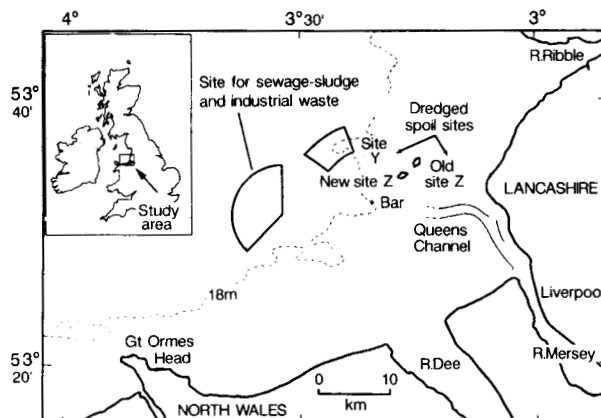 4°
3°30'
3°
R.Ribble
53°
40'
Site for sewage-sludge
and industrial waste
Dredged
spoil sites
Site
Y
New site Z
Old
site Z
LANCASHIRE
Bar
Queens
Channel
Study
area
18m
Liverpoo
Gt Ormes
Head
53°
20'
R.Dee
R.Mersey
0 10
km
NORTH WALES